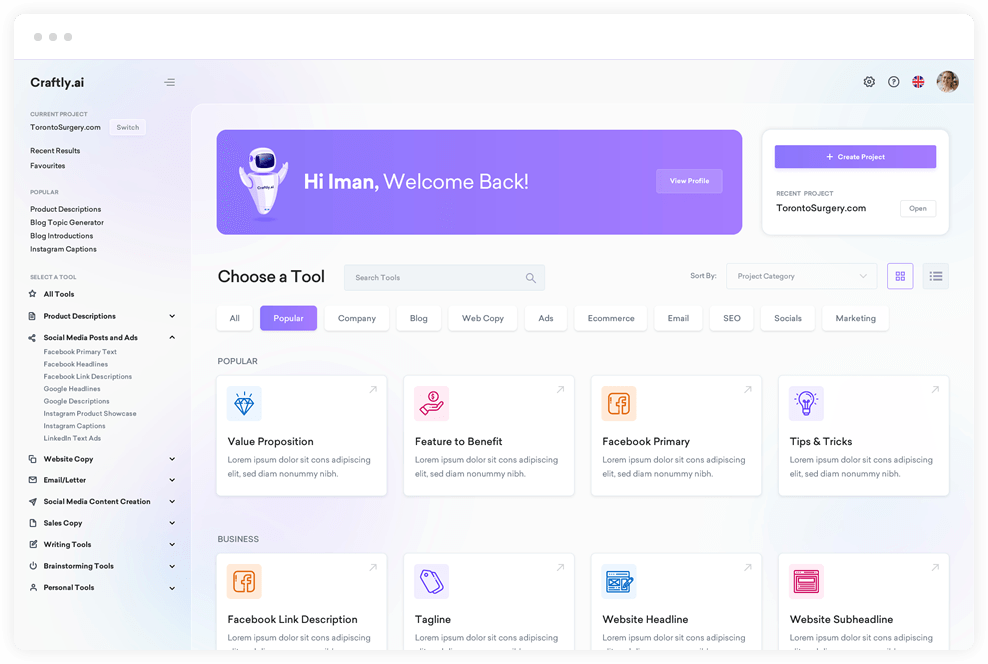 Craftly.ai
CURRENT PROJECT
TorontoSurgery.com
Switch
Recent Results
Favourites
POPULAR
Product Descriptions
Blog Topic Generator
Blog Introductions
Instagram Captions
SELECT A TOOL
All Tools
Product Descriptions
Social Media Posts and Ads
Facebook Primary Text
Facebook Headlines
Facebook Link Descriptions
Google Headlines
Google Descriptions
Instagram Product Showcase
Instagram Captions
LinkedIn Text Ads
Website Copy
Email/Letter
Social Media Content Creation
Sales Copy
Writing Tools
Brainstorming Tools
Personal Tools
Craftly.ai
Hi Iman, Welcome Back!
View Profile
+ Create Project
RECENT PROJECT
TorontoSurgery.com
Open
Choose a Tool
Search Tools
Sort By:
Project Category
All
Popular
Company
Blog
Web Copy
Ads
Ecommerce
Email
SEO
Socials
Marketing
POPULAR
Value Proposition
Lorem ipsum dolor sit cons adipiscing
elit, sed diam nonummy nibh.
Feature to Benefit
Lorem ipsum dolor sit cons adipiscing
elit, sed diam nonummy nibh.
Facebook Primary
Lorem ipsum dolor sit cons adipiscing
elit, sed diam nonummy nibh.
Tips & Tricks
Lorem ipsum dolor sit cons adipiscing
elit, sed diam nonummy nibh.
BUSINESS
Facebook Link Description
Lorem ipsum dolor sit cons adipiscing
Tagline
Lorem ipsum dolor sit cons adipiscing
Website Headline
Lorem ipsum dolor sit cons adipiscing
Website Subheadline
Lorem ipsum dolor sit cons adipiscing